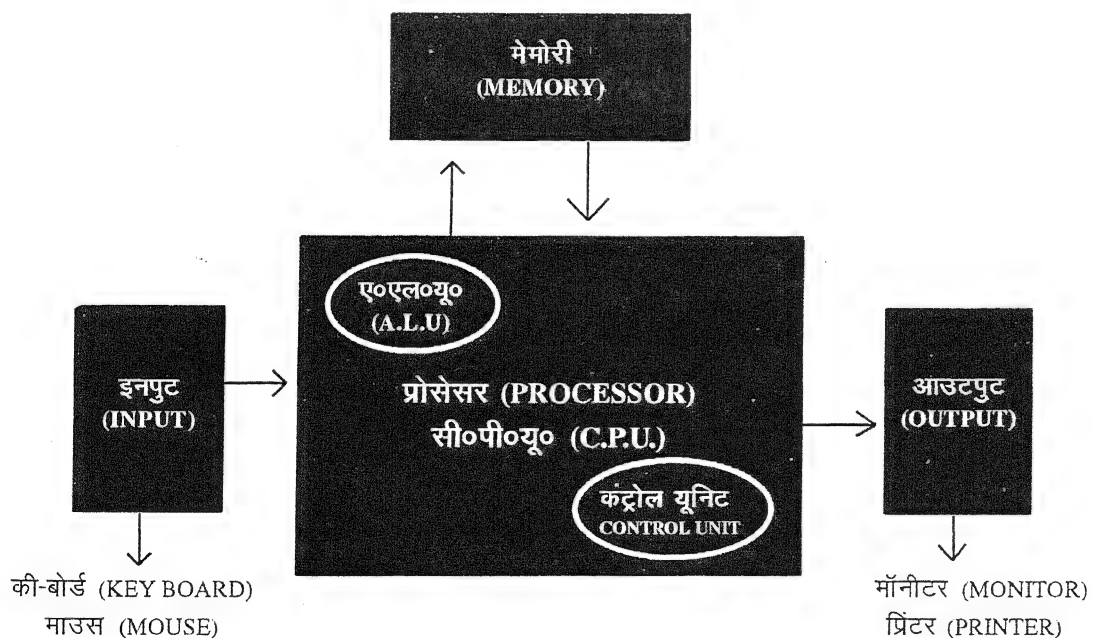 मेमोरी
(MEMORY)
ए०एल०यू०
(A.L.U)
इनपुट
(INPUT)
प्रोसेसर (PROCESSOR)
सी०पी०यू० (C.P.U.)
आउटपुट
(OUTPUT)
कंट्रोल यूनिट
CONTROL UNIT
की-बोर्ड (KEY BOARD)
माउस (MOUSE)
मॉनीटर (MONITOR)
प्रिंटर (PRINTER)